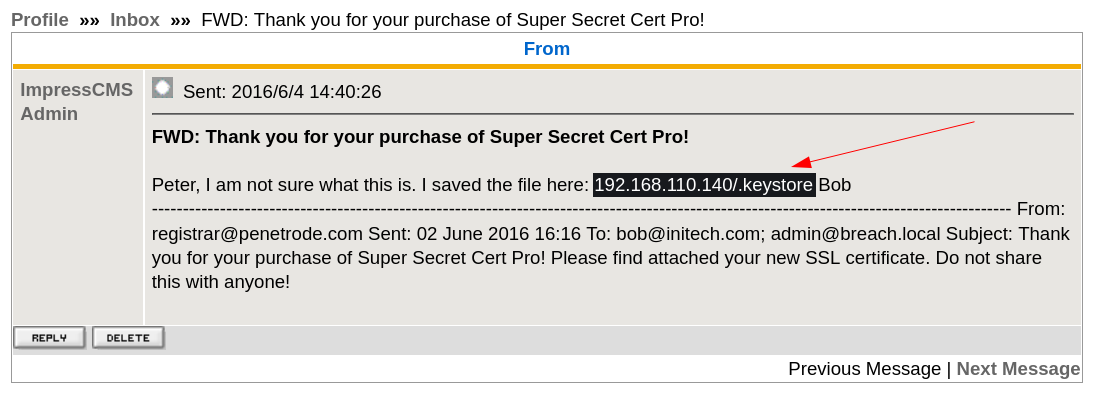 Profile »» Inbox »» FWD: Thank you for your purchase of Super Secret Cert Pro!
From
ImpressCMS
Admin
Sent: 2016/6/4 14:40:26
FWD: Thank you for your purchase of Super Secret Cert Pro!
Peter, I am not sure what this is. I saved the file here: 192.168.110.140/.keystore Bob
------------------------------------------------------------------------------------------------------------------------------------------- From:
registrar@penetrode.com Sent: 02 June 2016 16:16 To: bob@initech.com; admin@breach.local Subject: Thank
you for your purchase of Super Secret Cert Pro! Please find attached your new SSL certificate. Do not share
this with anyone!
REPLY DELETE
Previous Message | Next Message